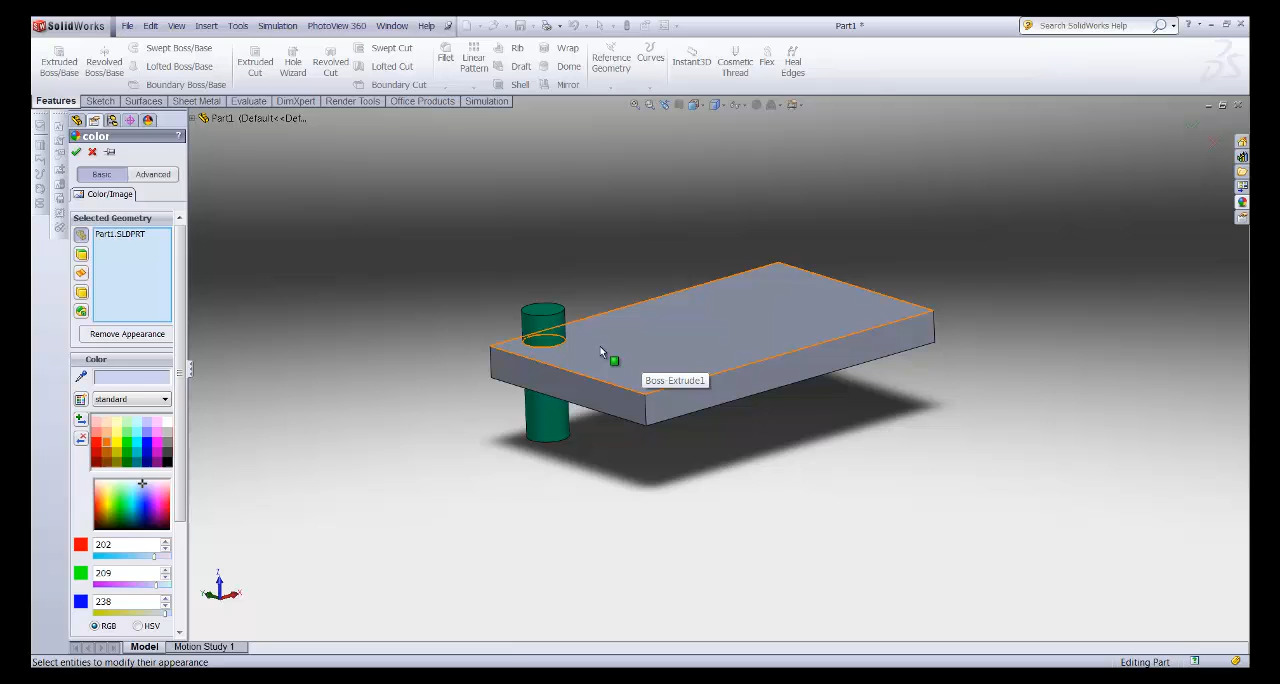 SolidWorks File Edit View Insert Tools Simulation PhotoView 360 Window Help Part1 * Search SolidWorks Help
Extruded Boss/Base
Revolved Boss/Base
Swept Boss/Base
Lofted Boss/Base
Boundary Boss/Base
Extruded Cut
Hole Wizard
Revolved Cut
Swept Cut
Lofted Cut
Boundary Cut
Fillet
Linear Pattern
Rib
Draft
Shell
Wrap
Dome
Mirror
Reference Geometry
Curves
Instant3D
Cosmetic Thread
Flex
Heal Edges
Features Sketch Surfaces Sheet Metal Evaluate DimXpert Render Tools Office Products Simulation
Part1 (Default<<Def...
color ?
Basic Advanced
Color/Image
Selected Geometry
Part1.SLDPRT
Remove Appearance
Color
standard
202
209
238
RGB HSV
Boss-Extrude1
Z
Y X
Model Motion Study 1
Select entities to modify their appearance Editing Part